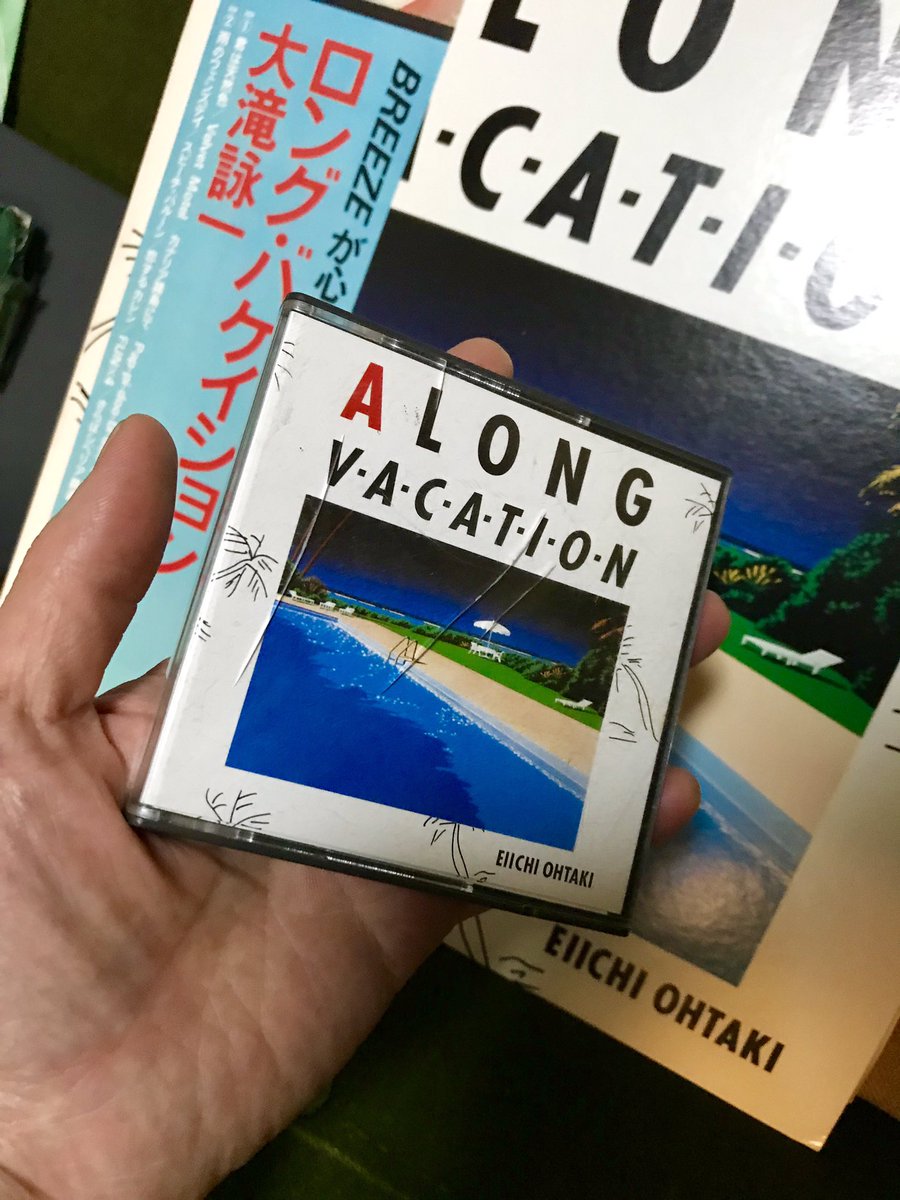 BREEZEが心
ロング・バケイション
大滝詠一
LON
A·C·A·T·I·O
EIICHI OHTAKI
A LONG
V·A·C·A·T·I·O·N
EIICHI OHTAKI